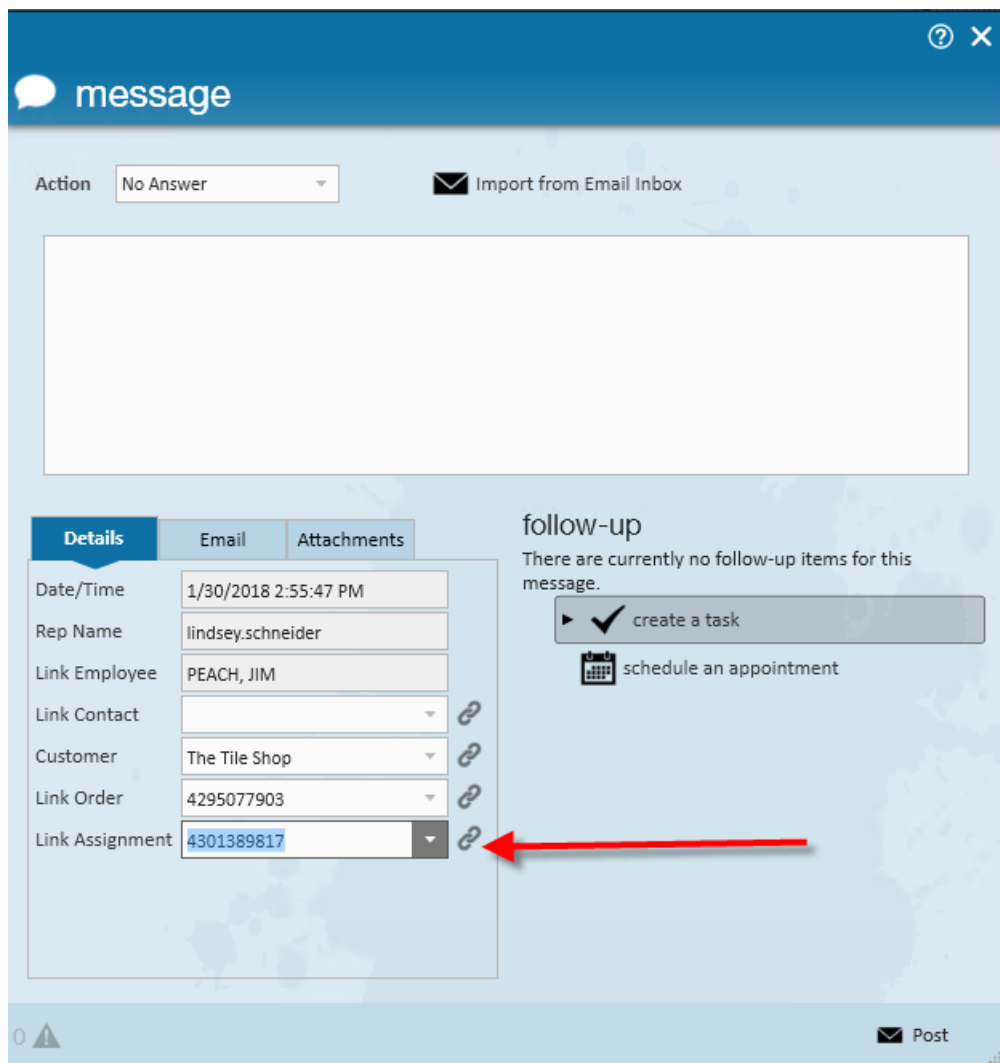 message
Action No Answer Import from Email Inbox
Details Email Attachments
follow-up
There are currently no follow-up items for this
message.
create a task
schedule an appointment
Date/Time 1/30/2018 2:55:47 PM
Rep Name lindsey.schneider
Link Employee PEACH, JIM
Link Contact
Customer The Tile Shop
Link Order 4295077903
Link Assignment 4301389817
0
Post